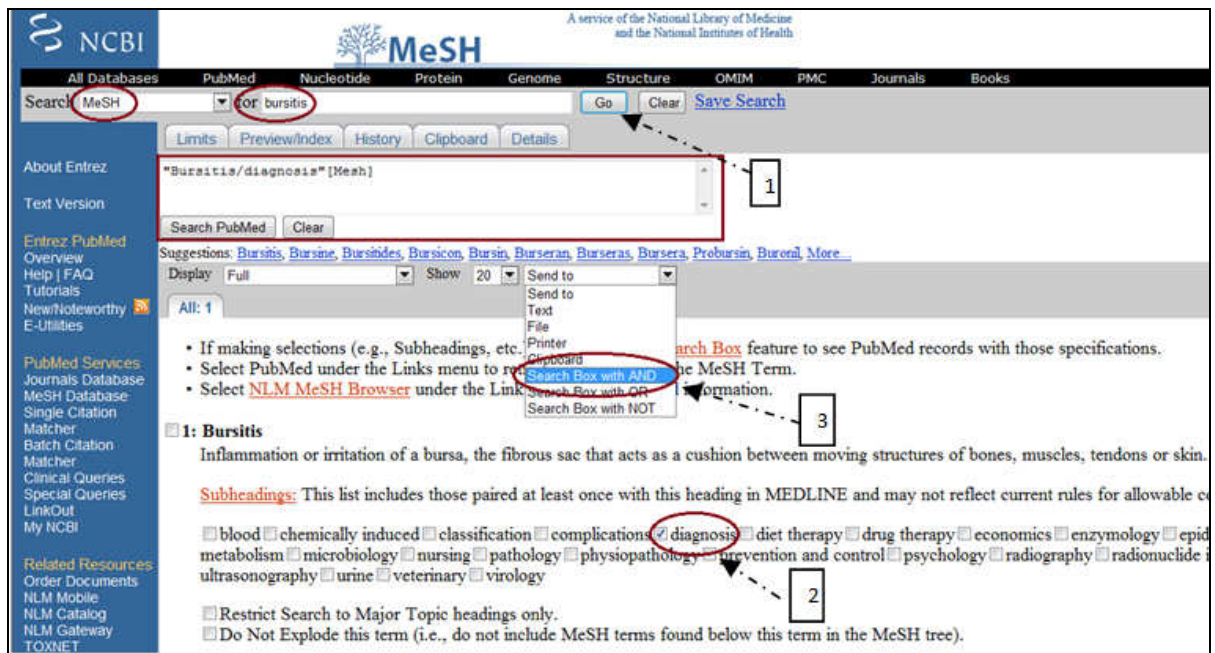 NCBI
MeSH
A service of the National Library of Medicine
and the National Institutes of Health
All Databases PubMed Nucleotide Protein Genome Structure OMIM PMC Journals Books
Search MeSH for bursitis Go Clear Save Search
Limits Preview/Index History Clipboard Details
About Entrez
Text Version
Entrez PubMed
Overview
Help | FAQ
Tutorials
New/Noteworthy
E-Utilities
PubMed Services
Journals Database
MeSH Database
Single Citation
Matcher
Batch Citation
Matcher
Clinical Queries
Special Queries
LinkOut
My NCBI
Related Resources
Order Documents
NLM Mobile
NLM Catalog
NLM Gateway
TOXNET
"Bursitis/diagnosis"[Mesh]
1
Search PubMed Clear
Suggestions: Bursitis, Bursine, Bursitides, Bursicon, Bursin, Burseran, Burseras, Bursera, Probursin, Buronil, More...
Display Full Show 20 Send to
All: 1
Send to
Text
File
Printer
Clipboard
Search Box with AND
Search Box with OR
Search Box with NOT
3
• If making selections (e.g., Subheadings, etc. arch Box feature to see PubMed records with those specifications.
• Select PubMed under the Links menu to he MeSH Term.
• Select NLM MeSH Browser under the Link information.
1: Bursitis
Inflammation or irritation of a bursa, the fibrous sac that acts as a cushion between moving structures of bones, muscles, tendons or skin.
Subheadings: This list includes those paired at least once with this heading in MEDLINE and may not reflect current rules for allowable
blood chemically induced classification complications diagnosis diet therapy drug therapy economics enzymology epid
metabolism microbiology nursing pathology physiopathology prevention and control psychology radiography radionuclide
ultrasonography urine veterinary virology
2
Restrict Search to Major Topic headings only.
Do Not Explode this term (i.e., do not include MeSH terms found below this term in the MeSH tree).